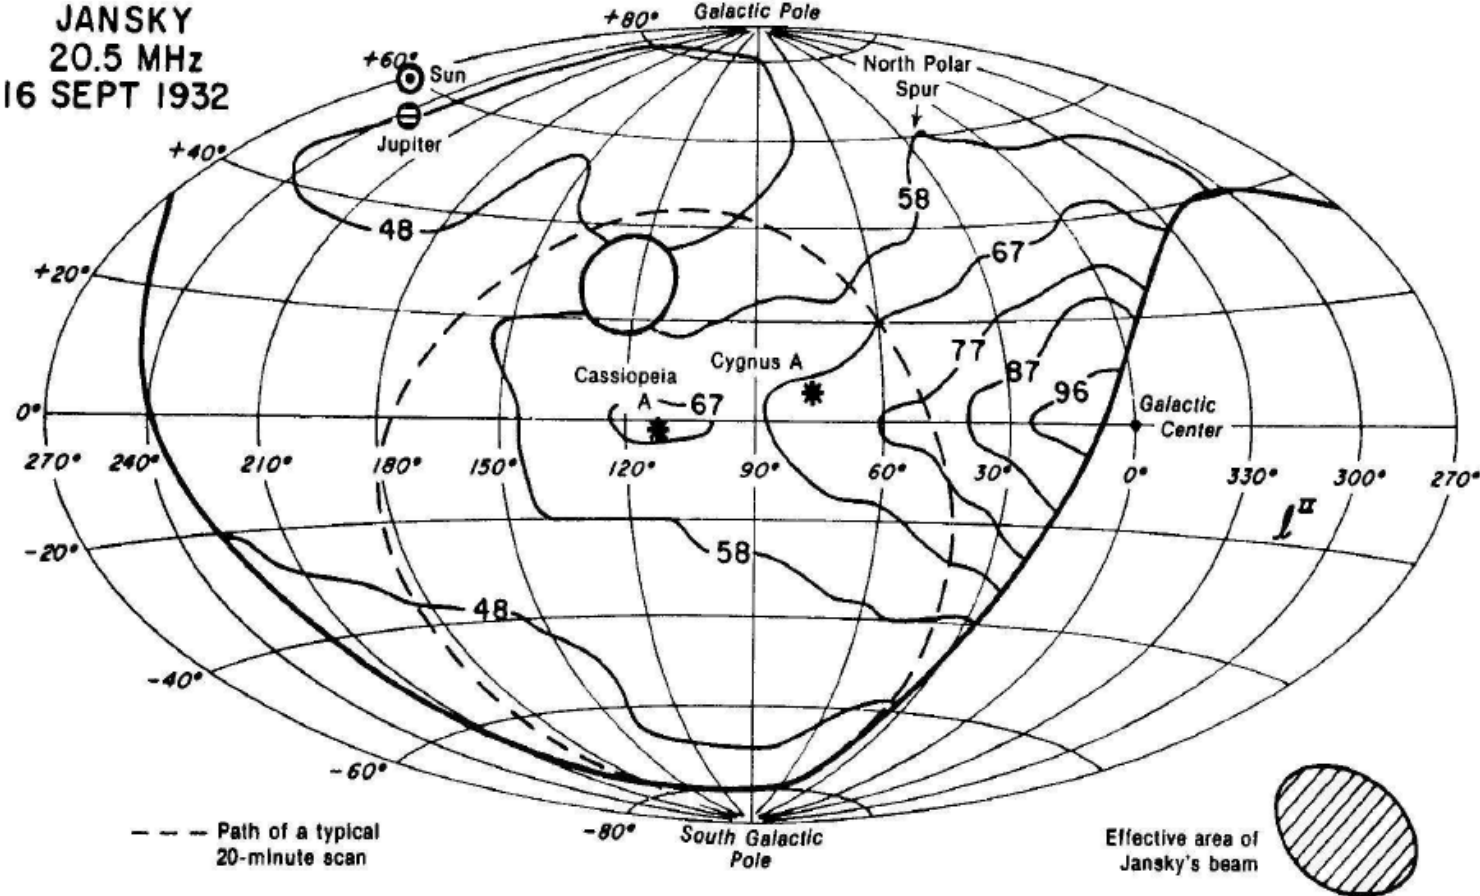 JANSKY
20.5 MHz
16 SEPT 1932
Galactic Pole
+80°
+60°
Sun
North Polar
Spur
Jupiter
+40°
48
58
67
+20°
77
87
96
Cassiopeia
A
67
Cygnus A
Galactic
Center
0°
270°
240°
210°
180°
150°
120°
90°
60°
30°
0°
330°
300°
270°
ℓᴵᴵ
-20°
58
48
-40°
-60°
-80°
South Galactic
Pole
Path of a typical
20-minute scan
Effective area of
Jansky's beam